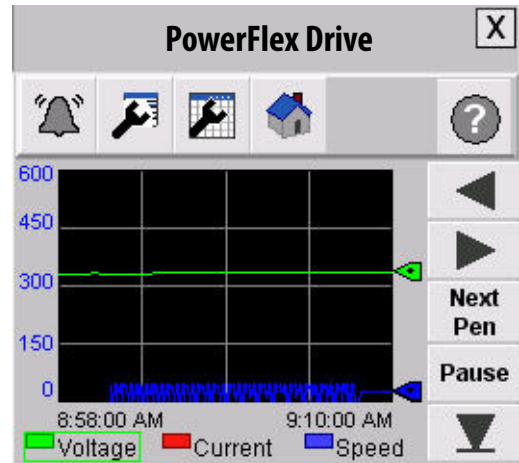 PowerFlex Drive
X
?
600
450
300
150
0
Next
Pen
Pause
8:58:00 AM 9:10:00 AM
Voltage Current Speed